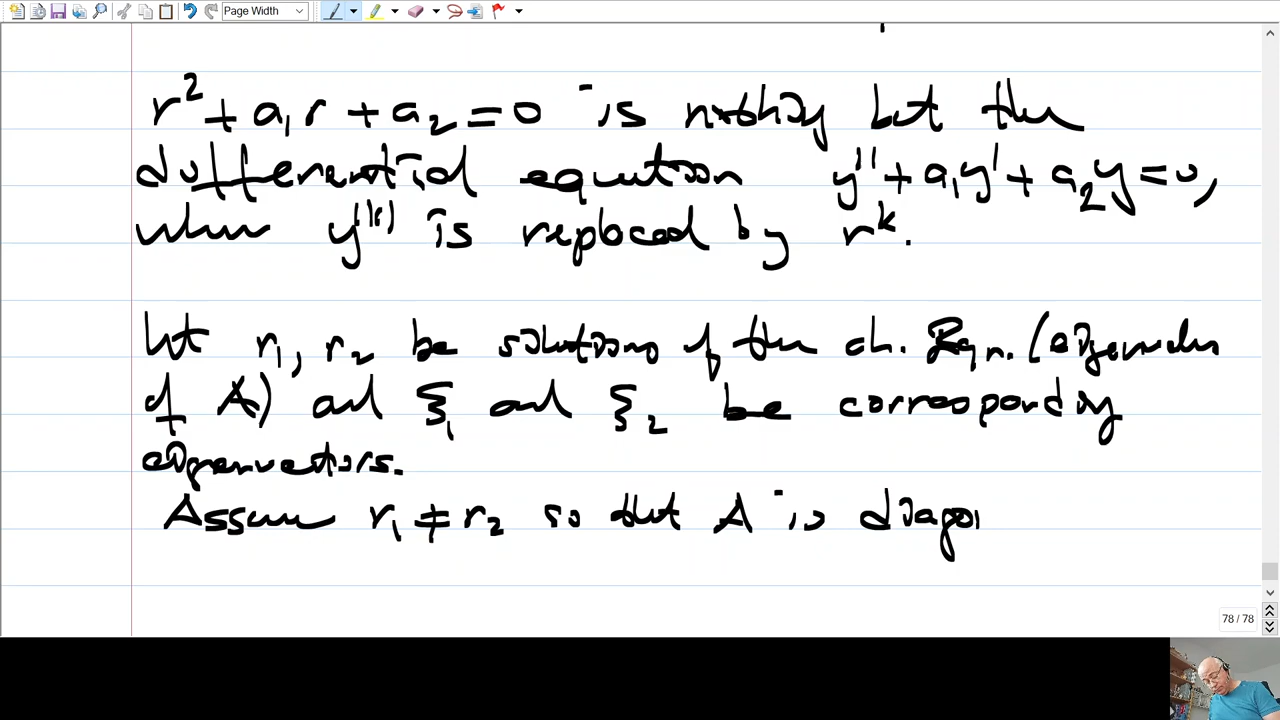 Page Width
r² + a₁r + a₂ = 0 is nothing but the
differential equation y'' + a₁y' + a₂y = 0,
when y⁽ᵏ⁾ is replaced by rᵏ.
Let r₁, r₂ be solutions of the ch. Eqn. (eigenvalues
of A) and ξ₁ and ξ₂ be corresponding
eigenvectors.
Assume r₁ ≠ r₂ so that A is diagon
78 / 78